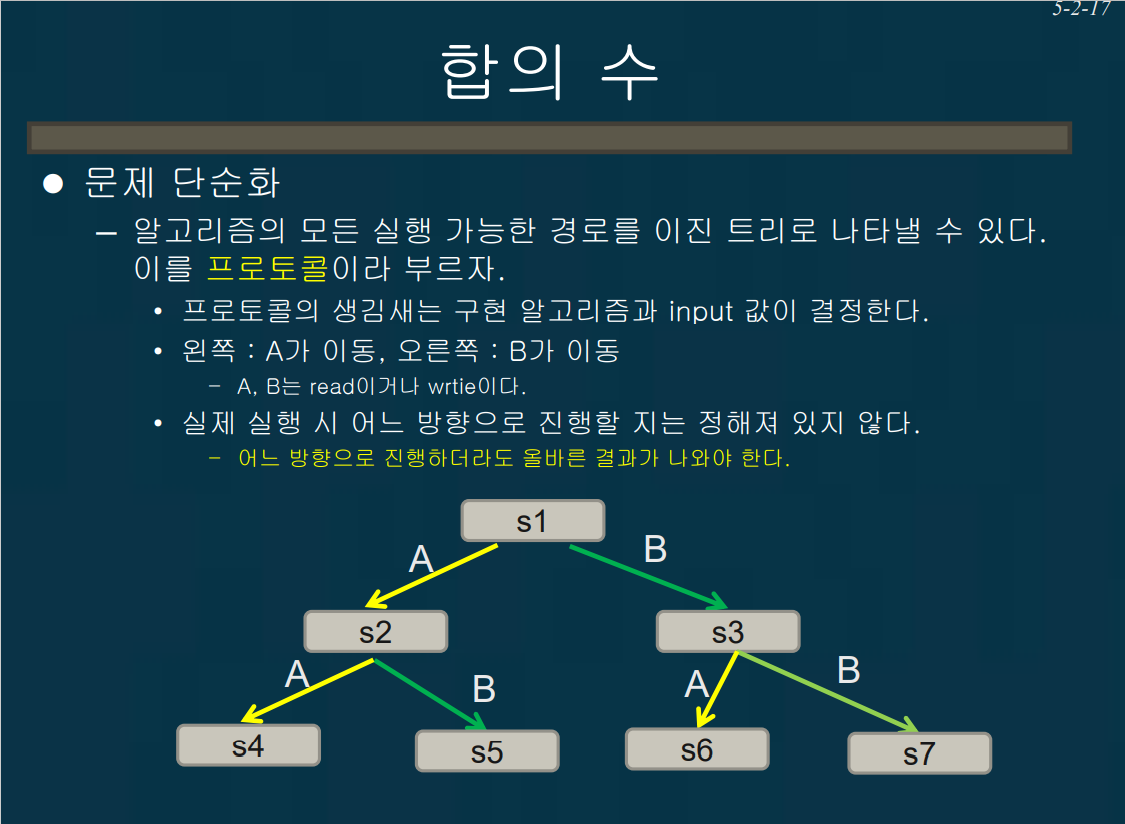 5-2-17
합의 수
● 문제 단순화
– 알고리즘의 모든 실행 가능한 경로를 이진 트리로 나타낼 수 있다.
이를 프로토콜이라 부르자.
• 프로토콜의 생김새는 구현 알고리즘과 input 값이 결정한다.
• 왼쪽 : A가 이동, 오른쪽 : B가 이동
– A, B는 read이거나 wrtie이다.
• 실제 실행 시 어느 방향으로 진행할 지는 정해져 있지 않다.
– 어느 방향으로 진행하더라도 올바른 결과가 나와야 한다.
s1
A
B
s2
s3
A
B
A
B
s4
s5
s6
s7